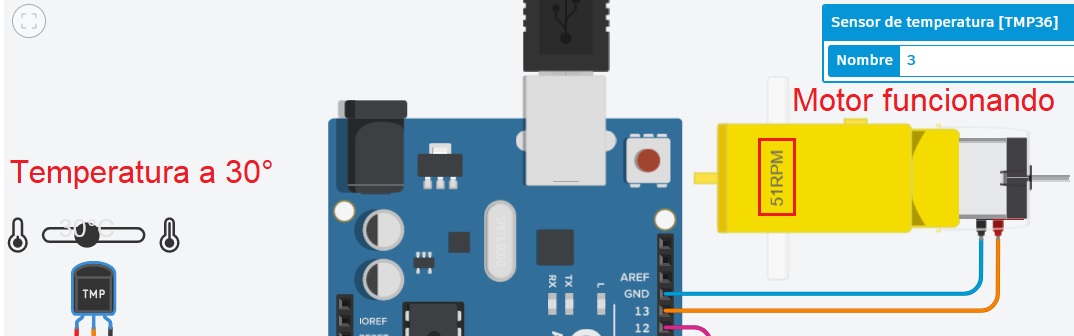 Sensor de temperatura [TMP36]
Nombre 3
Motor funcionando
Temperatura a 30°
30°C
51RPM
TMP
RX
TX
L
AREF
GND
13
12
IOREF